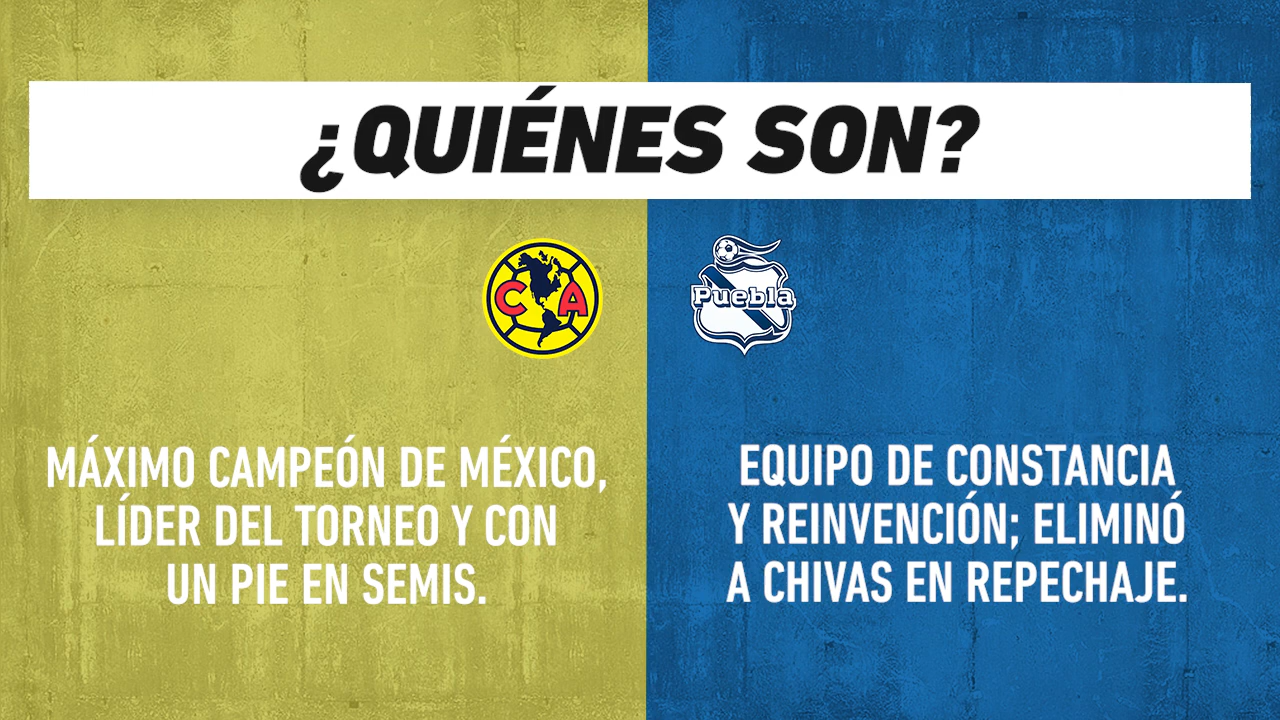 ¿QUIÉNES SON?
C A
Puebla
MÁXIMO CAMPEÓN DE MÉXICO,
LÍDER DEL TORNEO Y CON
UN PIE EN SEMIS.
EQUIPO DE CONSTANCIA
Y REINVENCIÓN; ELIMINÓ
A CHIVAS EN REPECHAJE.